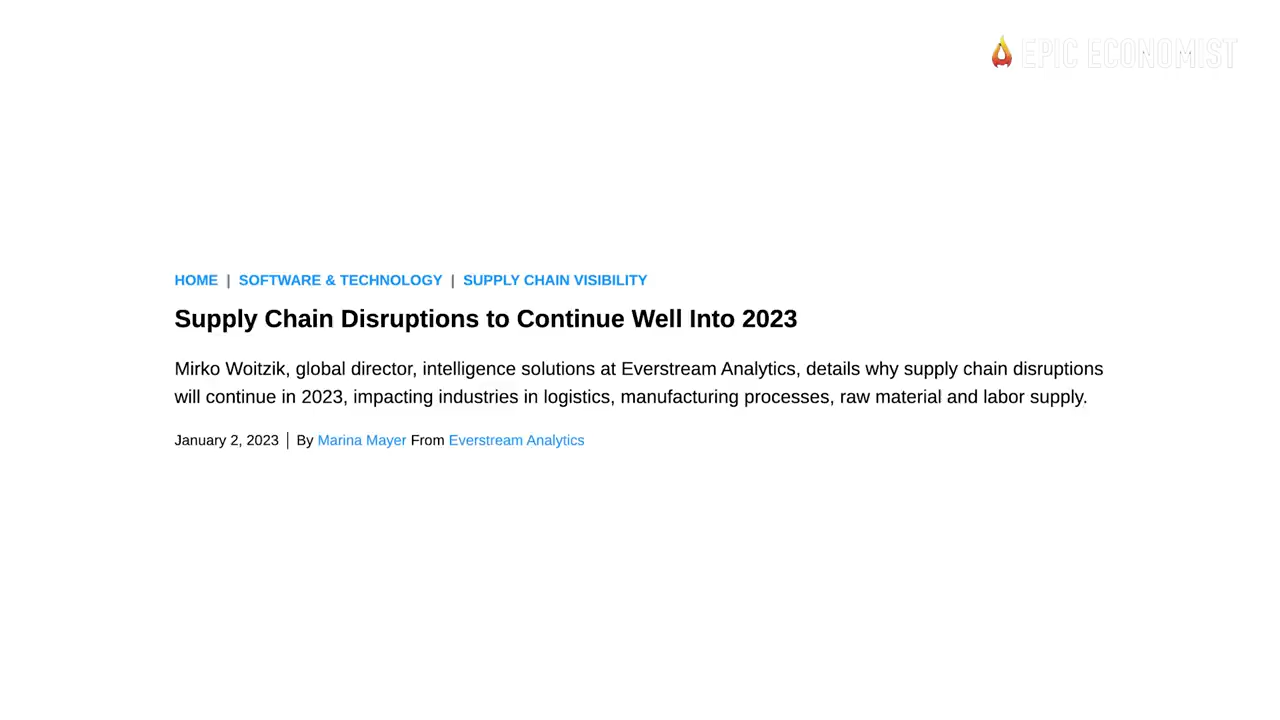 EPIC ECONOMIST
HOME | SOFTWARE & TECHNOLOGY | SUPPLY CHAIN VISIBILITY
Supply Chain Disruptions to Continue Well Into 2023
Mirko Woitzik, global director, intelligence solutions at Everstream Analytics, details why supply chain disruptions
will continue in 2023, impacting industries in logistics, manufacturing processes, raw material and labor supply.
January 2, 2023 | By Marina Mayer From Everstream Analytics